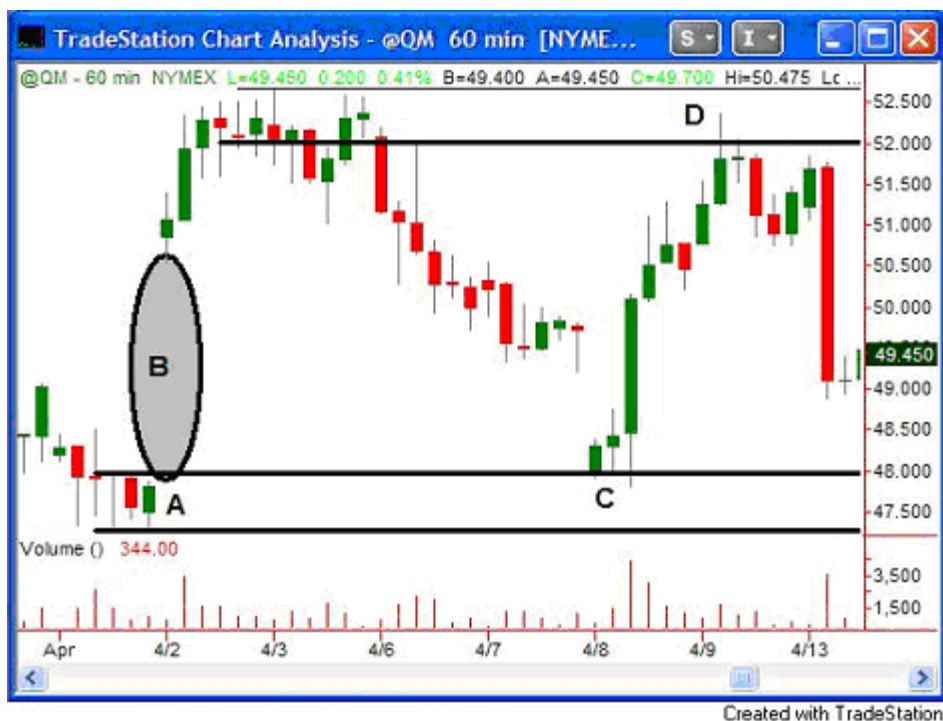 TradeStation Chart Analysis - @QM 60 min [NYME... S I
@QM - 60 min NYMEX L=49.450 0.200 0.41% B=49.400 A=49.450 C=49.700 Hi=50.475 Lc ...
52.500
D
52.000
51.500
51.000
50.500
50.000
49.450
B
49.000
48.500
48.000
A
C
47.500
Volume () 344.00
3,500
1,500
Apr 4/2 4/3 4/6 4/7 4/8 4/9 4/13
Created with TradeStation